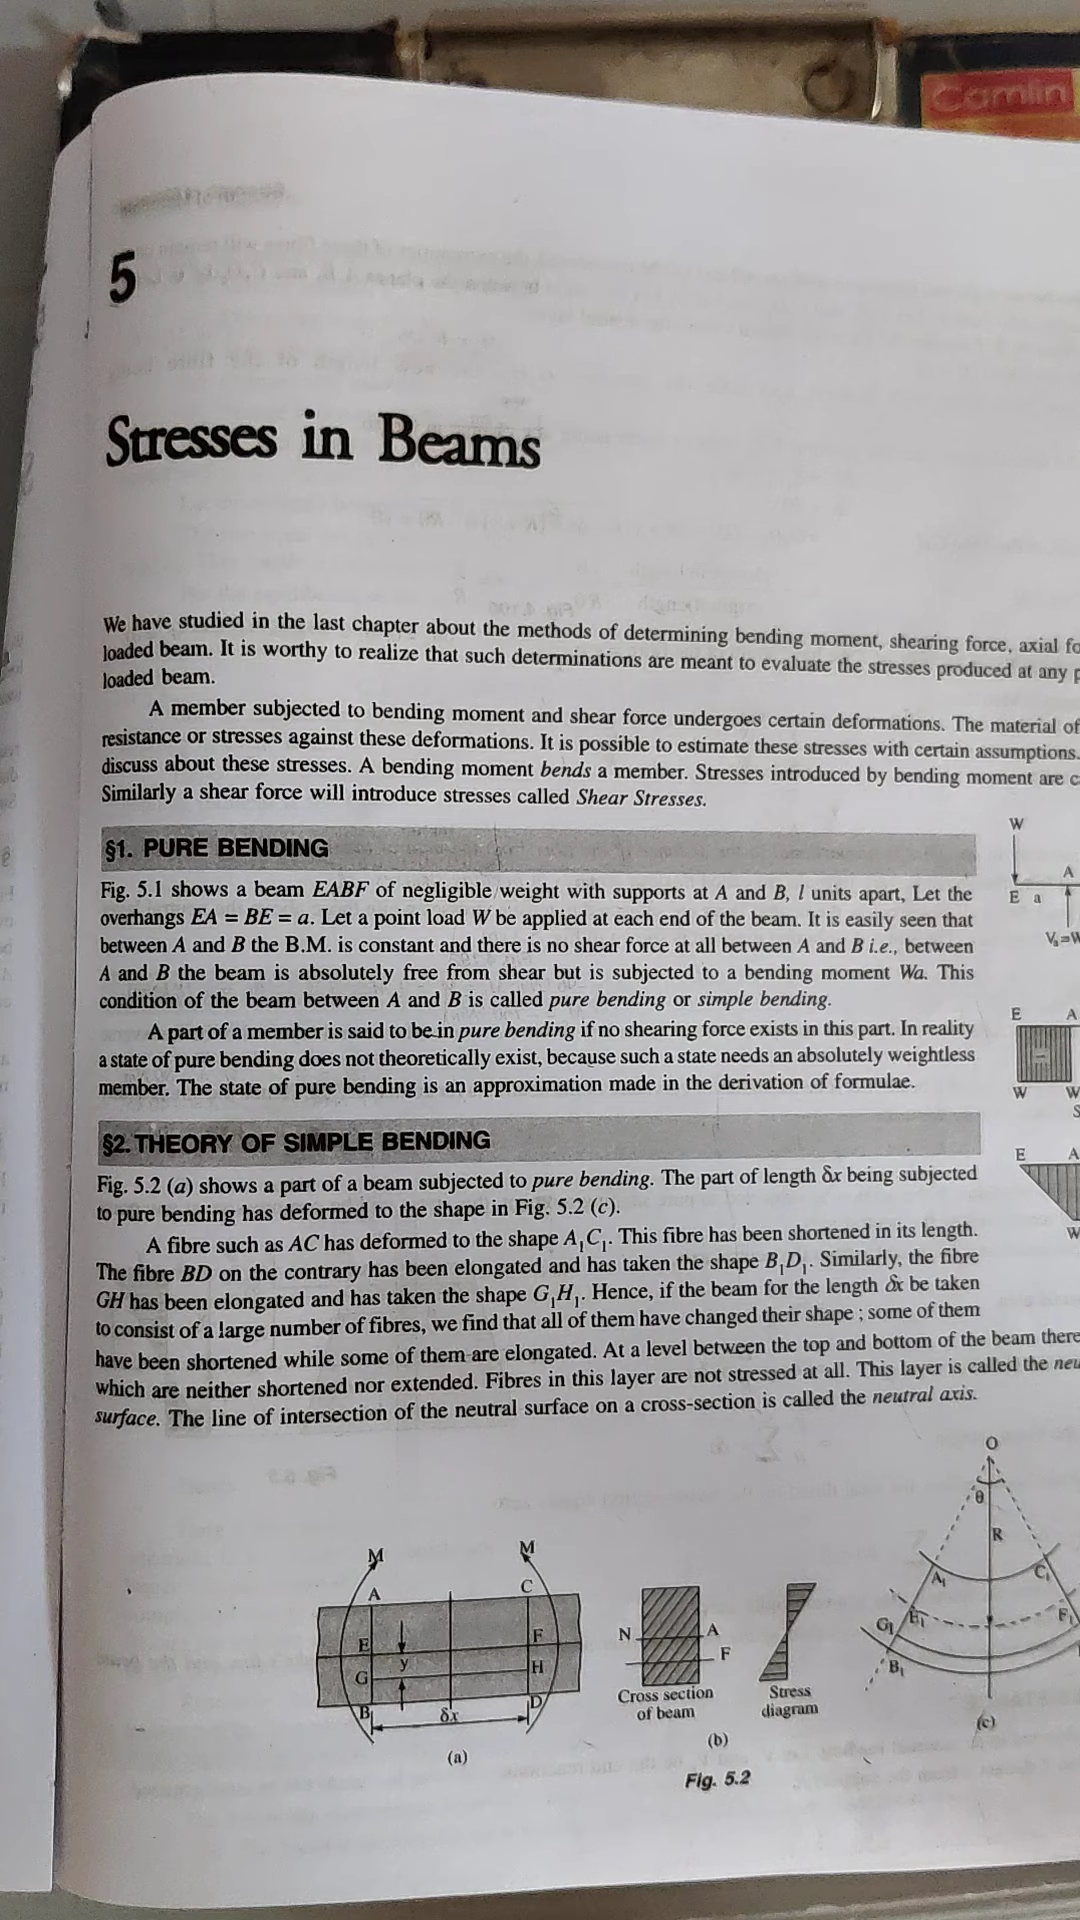 Camlin
5
Stresses in Beams
We have studied in the last chapter about the methods of determining bending moment, shearing force, axial
loaded beam. It is worthy to realize that such determinations are meant to evaluate the stresses produced at any
loaded beam.
A member subjected to bending moment and shear force undergoes certain deformations. The material of
resistance or stresses against these deformations. It is possible to estimate these stresses with certain assumptions.
discuss about these stresses. A bending moment bends a member. Stresses introduced by bending moment are
Similarly a shear force will introduce stresses called Shear Stresses.
§1. PURE BENDING
Fig. 5.1 shows a beam EABF of negligible weight with supports at A and B, l units apart, Let the
overhangs EA = BE = a. Let a point load W be applied at each end of the beam. It is easily seen that
between A and B the B.M. is constant and there is no shear force at all between A and B i.e., between
A and B the beam is absolutely free from shear but is subjected to a bending moment Wa. This
condition of the beam between A and B is called pure bending or simple bending.
A part of a member is said to be in pure bending if no shearing force exists in this part. In reality
a state of pure bending does not theoretically exist, because such a state needs an absolutely weightless
member. The state of pure bending is an approximation made in the derivation of formulae.
W
A
E a
Vₐ=W
E A
W W
S
E A
W
§2. THEORY OF SIMPLE BENDING
Fig. 5.2 (a) shows a part of a beam subjected to pure bending. The part of length δx being subjected
to pure bending has deformed to the shape in Fig. 5.2 (c).
A fibre such as AC has deformed to the shape A₁C₁. This fibre has been shortened in its length.
The fibre BD on the contrary has been elongated and has taken the shape B₁D₁. Similarly, the fibre
GH has been elongated and has taken the shape G₁H₁. Hence, if the beam for the length δx be taken
to consist of a large number of fibres, we find that all of them have changed their shape ; some of them
have been shortened while some of them are elongated. At a level between the top and bottom of the beam there
which are neither shortened nor extended. Fibres in this layer are not stressed at all. This layer is called the
surface. The line of intersection of the neutral surface on a cross-section is called the neutral axis.
M M
A C
E F
y
G H
B D
δx
(a)
N A
F
Cross section
of beam
Stress
diagram
(b)
O
θ
R
A₁ C₁
E₁ F₁
G₁
B₁
(c)
Fig. 5.2